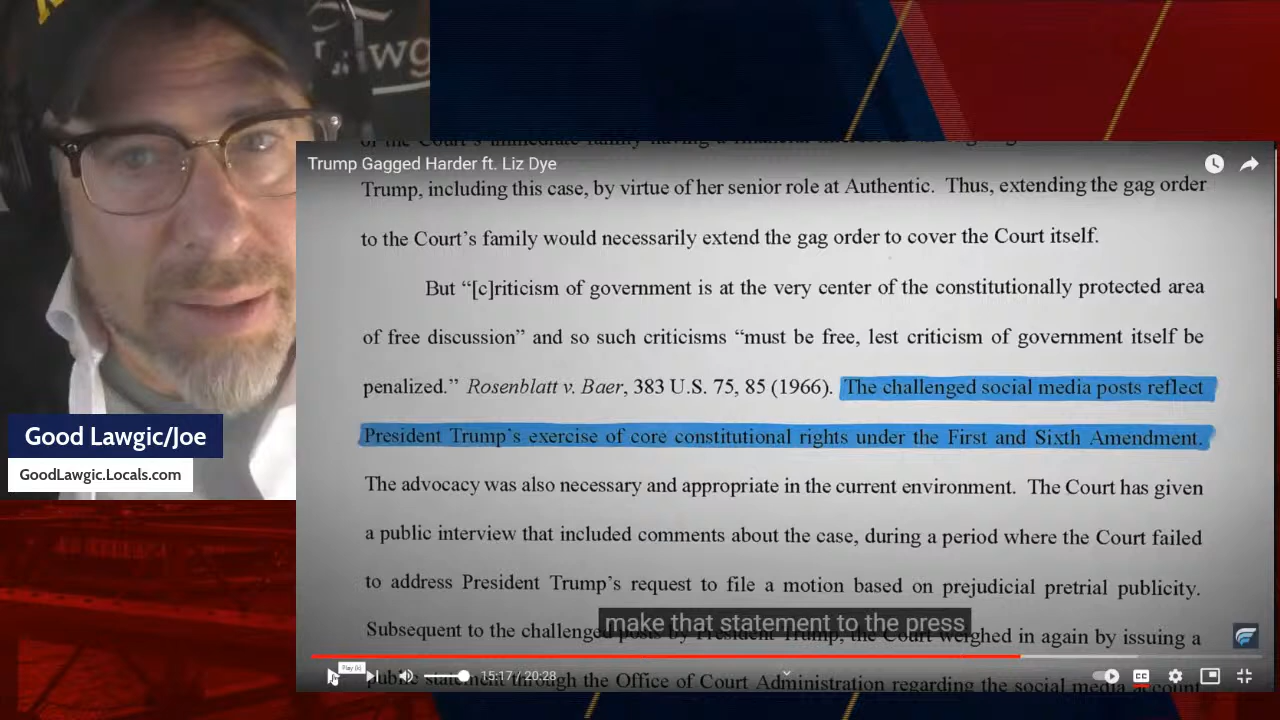 Trump Gagged Harder ft. Liz Dye
Trump, including this case, by virtue of her senior role at Authentic. Thus, extending the gag order
to the Court's family would necessarily extend the gag order to cover the Court itself.
But “[c]riticism of government is at the very center of the constitutionally protected area
of free discussion” and so such criticisms “must be free, lest criticism of government itself be
penalized.” Rosenblatt v. Baer, 383 U.S. 75, 85 (1966). The challenged social media posts reflect
President Trump's exercise of core constitutional rights under the First and Sixth Amendment.
The advocacy was also necessary and appropriate in the current environment. The Court has given
a public interview that included comments about the case, during a period where the Court failed
to address President Trump's request to file a motion based on prejudicial pretrial publicity.
Subsequent to the challenged posts by President Trump, the Court weighed in again by issuing a
make that statement to the press
public statement through the Office of Court Administration regarding the social media account
Play (k)
15:17 / 20:28
CC
Good Lawgic/Joe
GoodLawgic.Locals.com